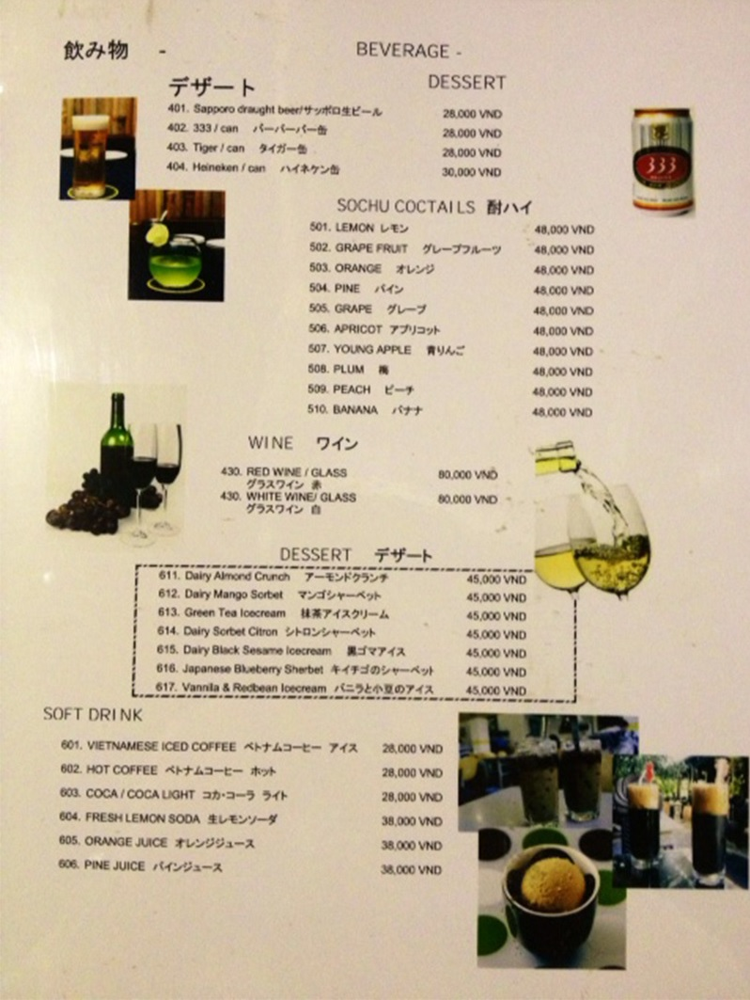 飲み物 - BEVERAGE -
デザート DESSERT
401. Sapporo draught beer/サッポロ生ビール 28,000 VND
402. 333 / can バーバーバー缶 28,000 VND
403. Tiger / can タイガー缶 28,000 VND
404. Heineken / can ハイネケン缶 30,000 VND
333
SOCHU COCTAILS 酎ハイ
501. LEMON レモン 48,000 VND
502. GRAPE FRUIT グレープフルーツ 48,000 VND
503. ORANGE オレンジ 48,000 VND
504. PINE パイン 48,000 VND
505. GRAPE グレープ 48,000 VND
506. APRICOT アプリコット 48,000 VND
507. YOUNG APPLE 青りんご 48,000 VND
508. PLUM 梅 48,000 VND
509. PEACH ピーチ 48,000 VND
510. BANANA バナナ 48,000 VND
WINE ワイン
430. RED WINE / GLASS 80,000 VND
グラスワイン 赤
430. WHITE WINE/ GLASS 80,000 VND
グラスワイン 白
DESSERT デザート
611. Dairy Almond Crunch アーモンドクランチ 45,000 VND
612. Dairy Mango Sorbet マンゴシャーベット 45,000 VND
613. Green Tea Icecream 抹茶アイスクリーム 45,000 VND
614. Dairy Sorbet Citron シトロンシャーベット 45,000 VND
615. Dairy Black Sesame Icecream 黒ゴマアイス 45,000 VND
616. Japanese Blueberry Sherbet キイチゴのシャーベット 45,000 VND
617. Vannila & Redbean Icecream バニラと小豆のアイス 45,000 VND
SOFT DRINK
601. VIETNAMESE ICED COFFEE ベトナムコーヒー アイス 28,000 VND
602. HOT COFFEE ベトナムコーヒー ホット 28,000 VND
603. COCA / COCA LIGHT コカ・コーラ ライト 28,000 VND
604. FRESH LEMON SODA 生レモンソーダ 38,000 VND
605. ORANGE JUICE オレンジジュース 38,000 VND
606. PINE JUICE パインジュース 38,000 VND